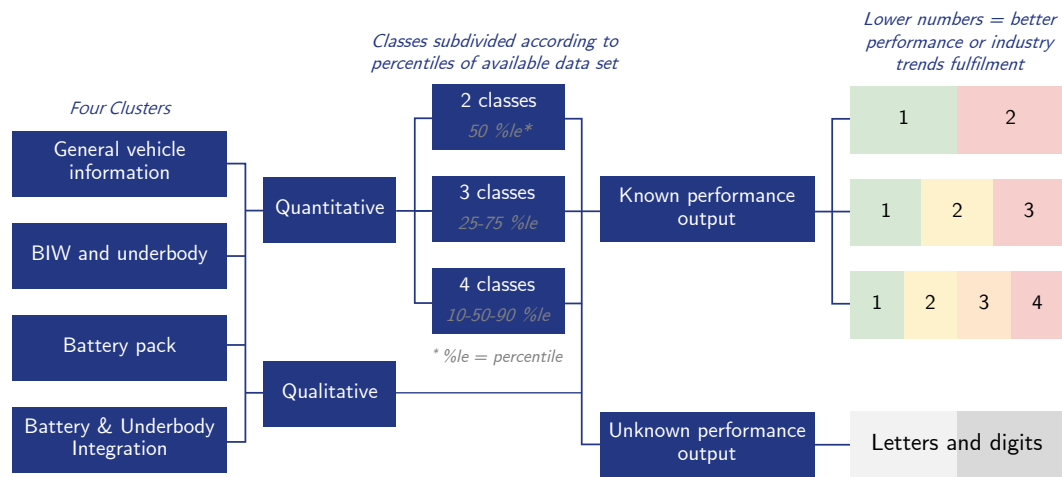 Four Clusters
General vehicle
information
BIW and underbody
Battery pack
Battery & Underbody
Integration
Quantitative
Qualitative
Classes subdivided according to
percentiles of available data set
2 classes
50 %le*
3 classes
25-75 %le
4 classes
10-50-90 %le
* %le = percentile
Known performance
output
Unknown performance
output
Lower numbers = better
performance or industry
trends fulfilment
1 2
1 2 3
1 2 3 4
Letters and digits